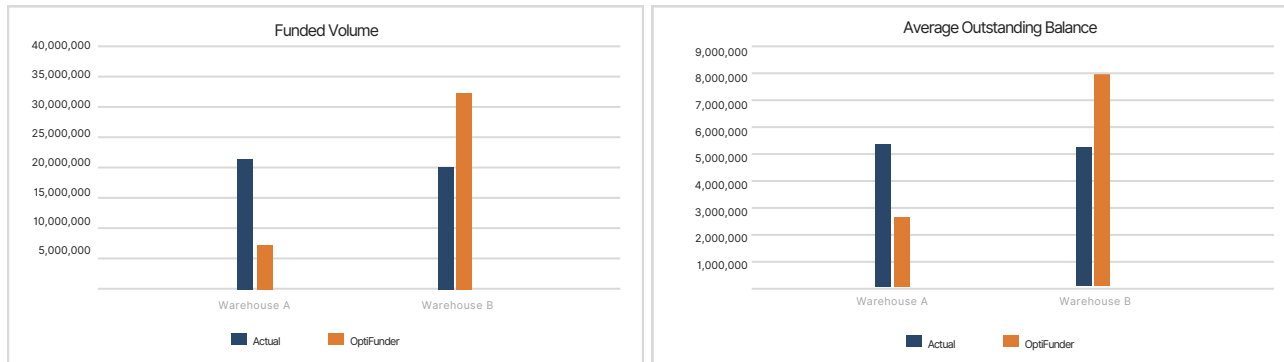 Funded Volume
40,000,000
35,000,000
30,000,000
25,000,000
20,000,000
15,000,000
10,000,000
5,000,000
Warehouse A
Warehouse B
Actual
OptiFunder
Average Outstanding Balance
9,000,000
8,000,000
7,000,000
6,000,000
5,000,000
4,000,000
3,000,000
2,000,000
1,000,000
Warehouse A
Warehouse B
Actual
OptiFunder